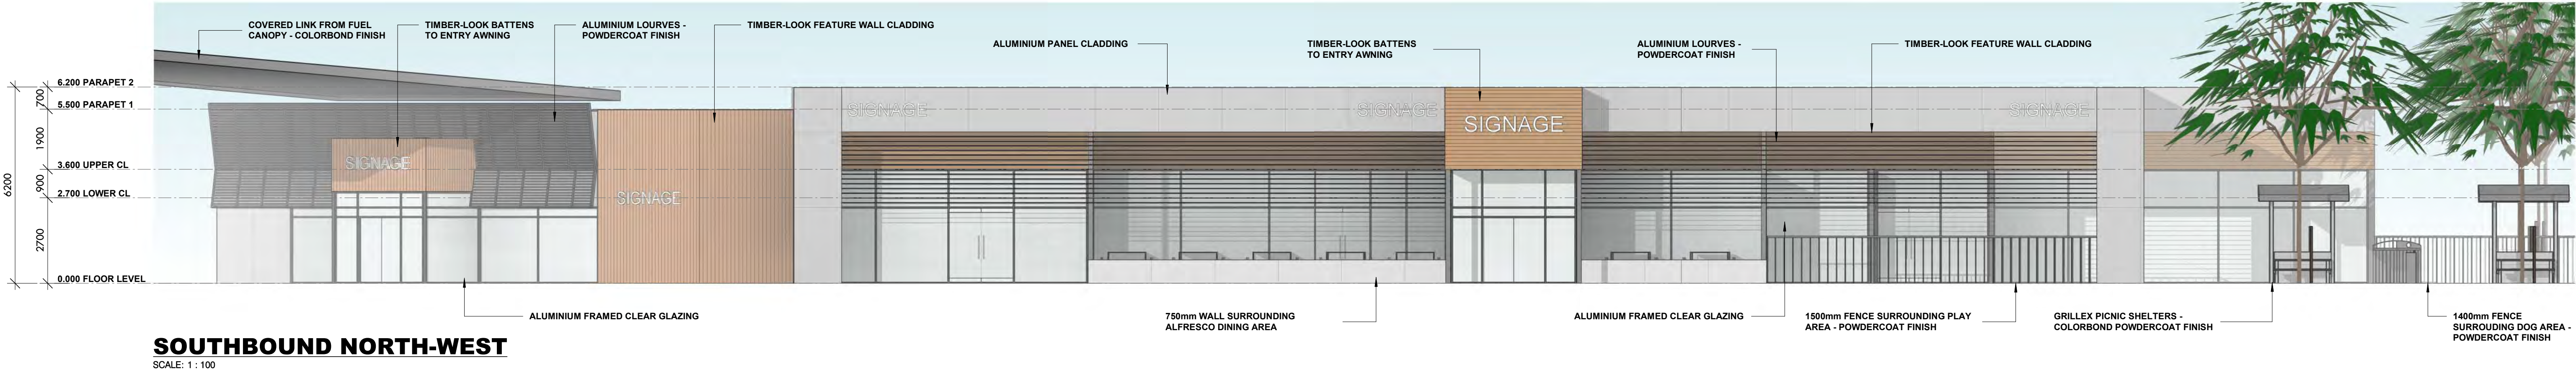 COVERED LINK FROM FUEL
CANOPY - COLORBOND FINISH
TIMBER-LOOK BATTENS
TO ENTRY AWNING
ALUMINIUM LOURVES -
POWDERCOAT FINISH
TIMBER-LOOK FEATURE WALL CLADDING
ALUMINIUM PANEL CLADDING
TIMBER-LOOK BATTENS
TO ENTRY AWNING
ALUMINIUM LOURVES -
POWDERCOAT FINISH
TIMBER-LOOK FEATURE WALL CLADDING
6.200 PARAPET 2
5.500 PARAPET 1
3.600 UPPER CL
2.700 LOWER CL
0.000 FLOOR LEVEL
6200
700
1900
900
2700
SIGNAGE
SIGNAGE
SIGNAGE
SIGNAGE
SIGNAGE
SIGNAGE
ALUMINIUM FRAMED CLEAR GLAZING
750mm WALL SURROUNDING
ALFRESCO DINING AREA
ALUMINIUM FRAMED CLEAR GLAZING
1500mm FENCE SURROUNDING PLAY
AREA - POWDERCOAT FINISH
GRILLEX PICNIC SHELTERS -
COLORBOND POWDERCOAT FINISH
1400mm FENCE
SURROUDING DOG AREA -
POWDERCOAT FINISH
SOUTHBOUND NORTH-WEST
SCALE: 1 : 100